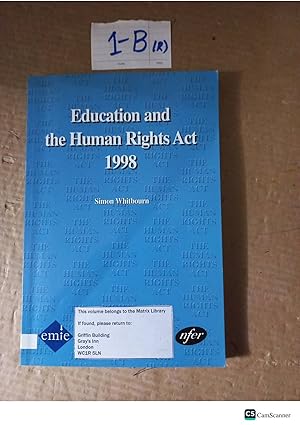 1-B (R)
Education and
the Human Rights Act
1998
Simon Whitbourn
This volume belongs to the Matrix Library
If found, please return to:
Griffin Building
Gray's Inn
London
WC1R 5LN
emie
nfer
CS CamScanner